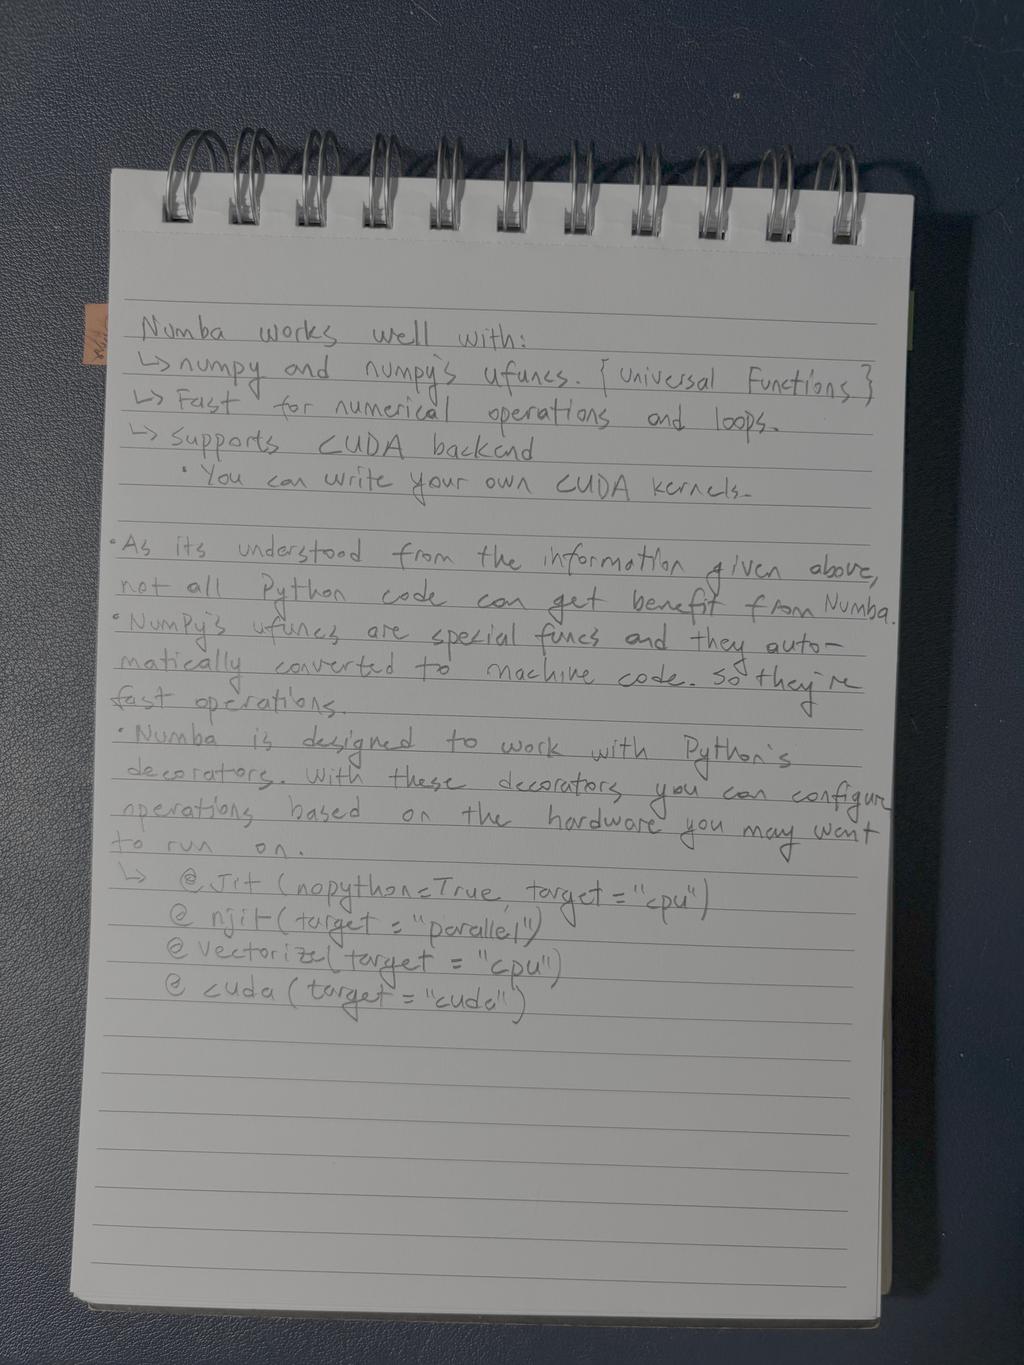 Numba works well with:
↳ numpy and numpy's ufuncs. {Universal Functions}
↳ Fast for numerical operations and loops.
↳ Supports CUDA backend
• You can write your own CUDA kernels.
• As its understood from the information given above,
not all Python code can get benefit from Numba.
• NumPy's ufuncs are special funcs and they auto-
matically converted to machine code. So they're
fast operations.
• Numba is designed to work with Python's
decorators. With these decorators you can configure
operations based on the hardware you may want
to run on.
↳ @ Jit (nopython=True, target = "cpu")
@ njit (target = "parallel")
@ vectorize (target = "cpu")
@ cuda (target = "cuda")